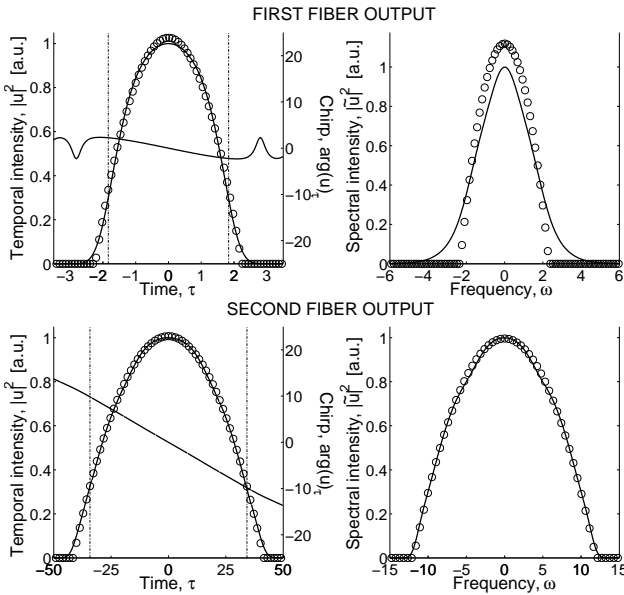 FIRST FIBER OUTPUT
Temporal intensity, |u|² [a.u.]
1
0.8
0.6
0.4
0.2
0
-3 -2 -1 0 1 2 3
Time, τ
20
10
0
-10
-20
Chirp, arg(u)τ
Spectral intensity, |ũ|² [a.u.]
1
0.8
0.6
0.4
0.2
0
-6 -4 -2 0 2 4 6
Frequency, ω
SECOND FIBER OUTPUT
Temporal intensity, |u|² [a.u.]
1
0.8
0.6
0.4
0.2
0
-50 -25 0 25 50
Time, τ
20
10
0
-10
-20
Chirp, arg(u)τ
Spectral intensity, |ũ|² [a.u.]
1
0.8
0.6
0.4
0.2
0
-15 -10 -5 0 5 10 15
Frequency, ω